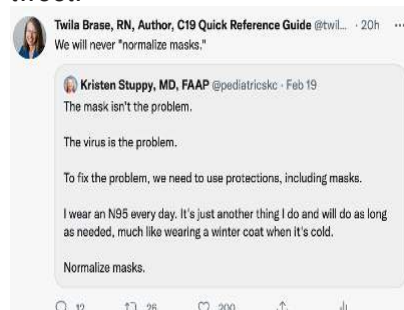 Twila Brase, RN, Author, C19 Quick Reference Guide @twil... · 20h ...
We will never "normalize masks."
Kristen Stuppy, MD, FAAP @pediatricskc · Feb 19
The mask isn't the problem.
The virus is the problem.
To fix the problem, we need to use protections, including masks.
I wear an N95 every day. It's just another thing I do and will do as long
as needed, much like wearing a winter coat when it's cold.
Normalize masks.
12 26 200